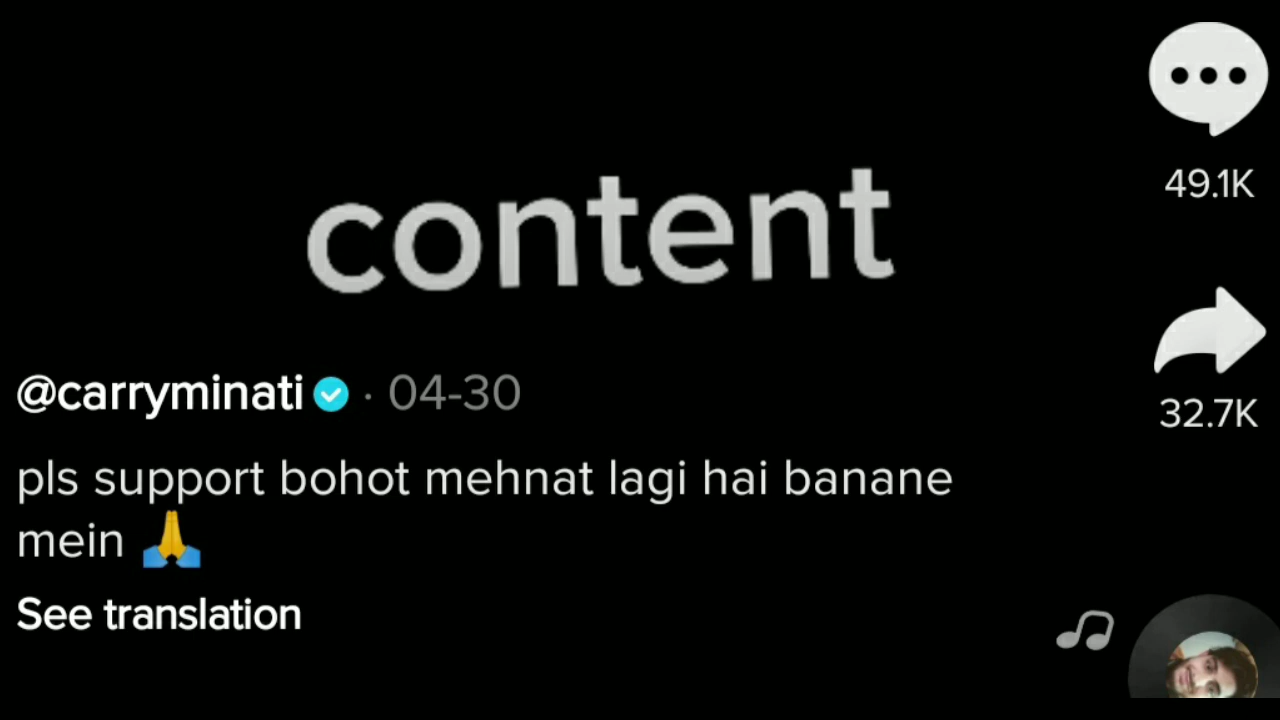 content
49.1K
32.7K
@carryminati · 04-30
pls support bohot mehnat lagi hai banane
mein 🙏
See translation